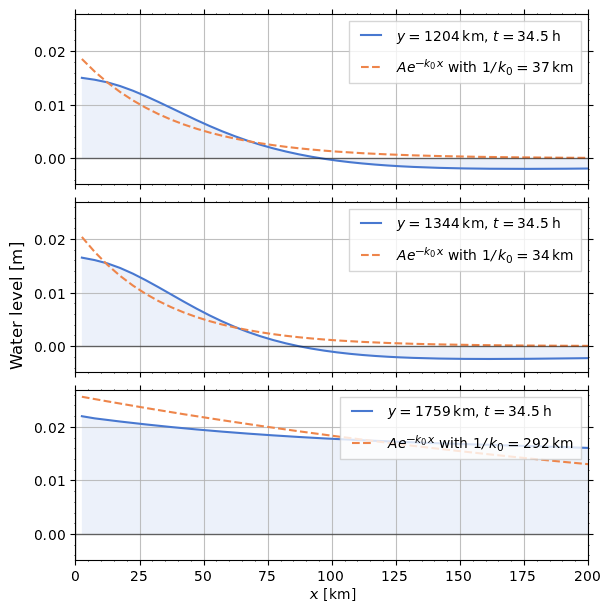 0.02
0.01
0.00
y = 1204 km, t = 34.5 h
Ae^{-k_0 x} with 1/k_0 = 37 km
0.02
0.01
0.00
y = 1344 km, t = 34.5 h
Ae^{-k_0 x} with 1/k_0 = 34 km
Water level [m]
0.02
0.01
0.00
y = 1759 km, t = 34.5 h
Ae^{-k_0 x} with 1/k_0 = 292 km
0 25 50 75 100 125 150 175 200
x [km]